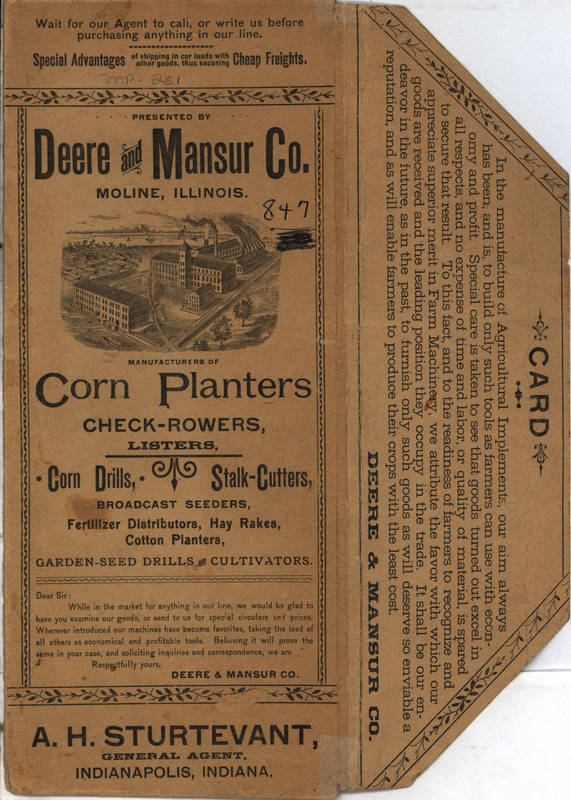 Wait for our Agent to call, or write us before
purchasing anything in our line.
Special Advantages of shipping in car loads with other goods, thus securing Cheap Freights.
MP-251
PRESENTED BY
Deere and Mansur Co.
MOLINE, ILLINOIS.
847
MANUFACTURERS OF
Corn Planters
CHECK-ROWERS,
LISTERS,
Corn Drills, Stalk-Cutters,
BROADCAST SEEDERS,
Fertilizer Distributors, Hay Rakes,
Cotton Planters,
GARDEN-SEED DRILLS and CULTIVATORS.
Dear Sir:
While in the market for anything in our line, we would be glad to
have you examine our goods, or send to us for special circulars and prices.
Wherever introduced our machines have become favorites, taking the lead of
all others as economical and profitable tools. Believing it will prove the
same in your case, and soliciting inquiries and correspondence, we are
Respectfully yours,
DEERE & MANSUR CO.
A. H. STURTEVANT,
GENERAL AGENT,
INDIANAPOLIS, INDIANA.
CARD
In the manufacture of Agricultural Implements, our aim always
has been, and is, to build only such tools as farmers can use with econ-
omy and profit. Special care is taken to see that goods turned out excel in
all respects, and no expense of time and labor, or quality of material, is spared
to secure that result. To this fact, and to the readiness of farmers to recognize and
appreciate superior merit in Farm Machinery, we attribute the favor with which our
goods are received and the leading position they occupy in the trade. It shall be our en-
deavor in the future, as in the past, to furnish only such goods as will deserve so enviable a
reputation, and as will enable farmers to produce their crops with the least cost.
DEERE & MANSUR CO.